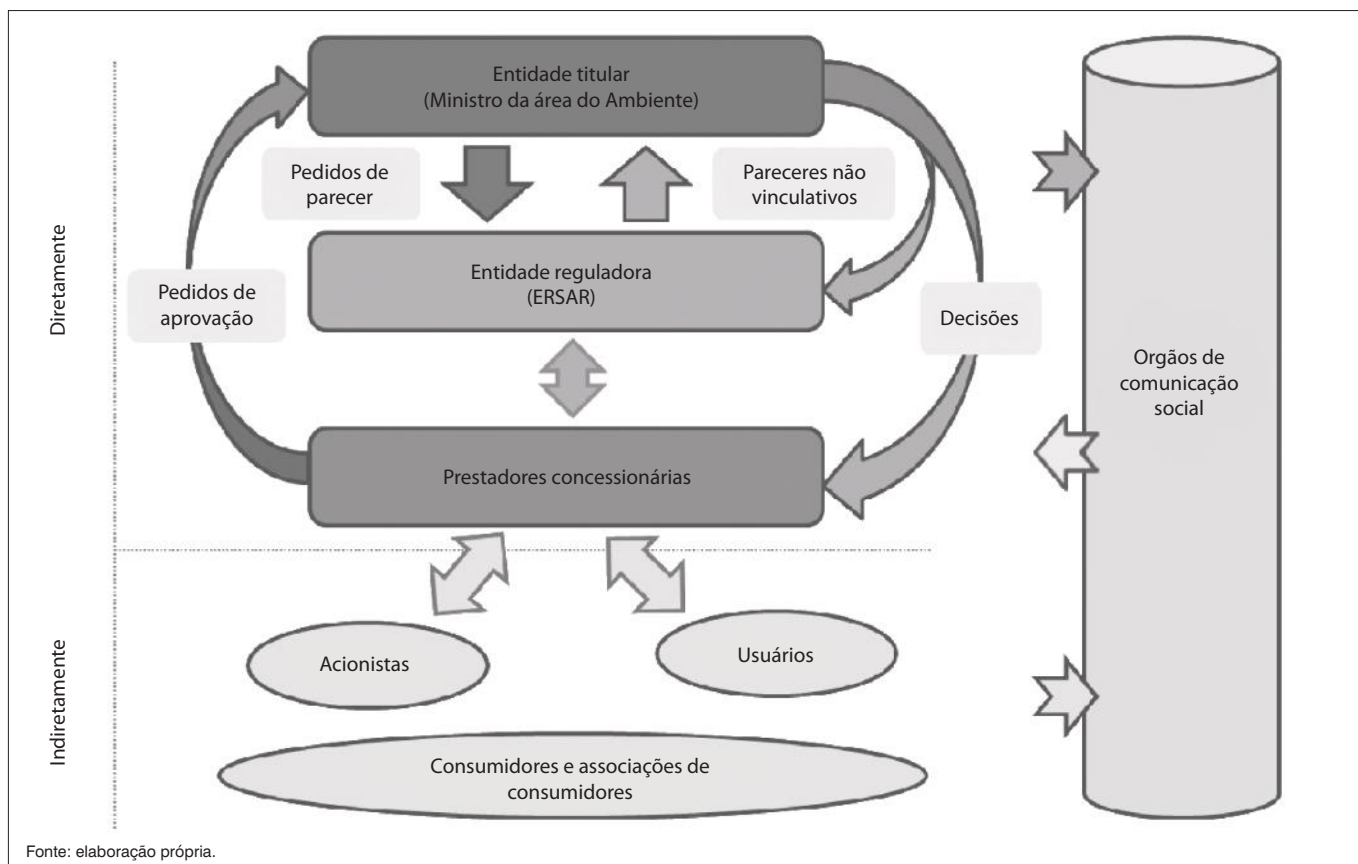 Entidade titular
(Ministro da área do Ambiente)
Pedidos de
parecer
Pareceres não
vinculativos
Diretamente
Entidade reguladora
(ERSAR)
Pedidos de
aprovação
Decisões
Orgãos de
comunicação
social
Prestadores concessionárias
Indiretamente
Acionistas
Usuários
Consumidores e associações de
consumidores
Fonte: elaboração própria.